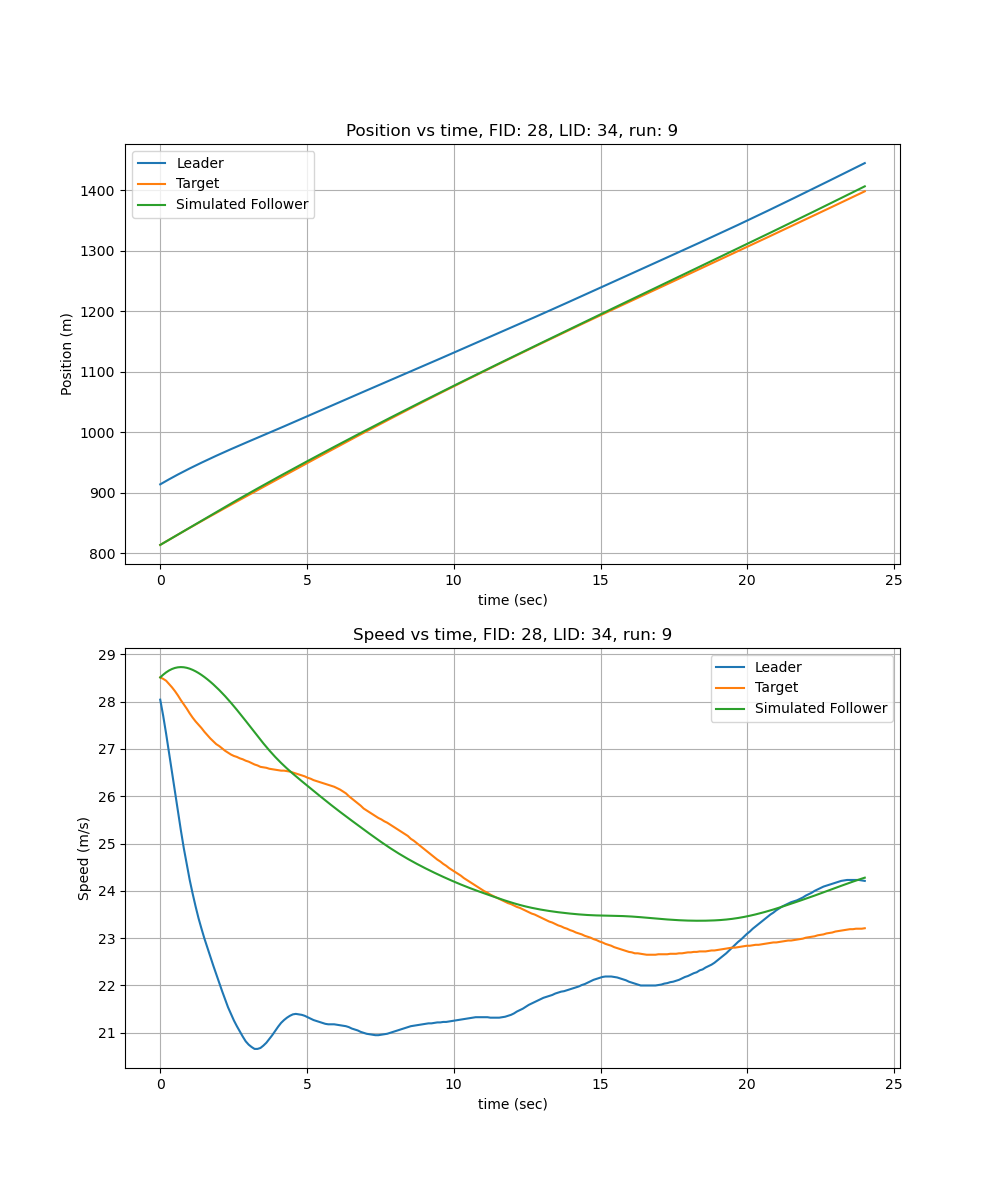 Position vs time, FID: 28, LID: 34, run: 9
Leader
Target
Simulated Follower
1400
1300
1200
1100
1000
900
800
Position (m)
0 5 10 15 20 25
time (sec)
Speed vs time, FID: 28, LID: 34, run: 9
Leader
Target
Simulated Follower
29
28
27
26
25
24
23
22
21
Speed (m/s)
0 5 10 15 20 25
time (sec)